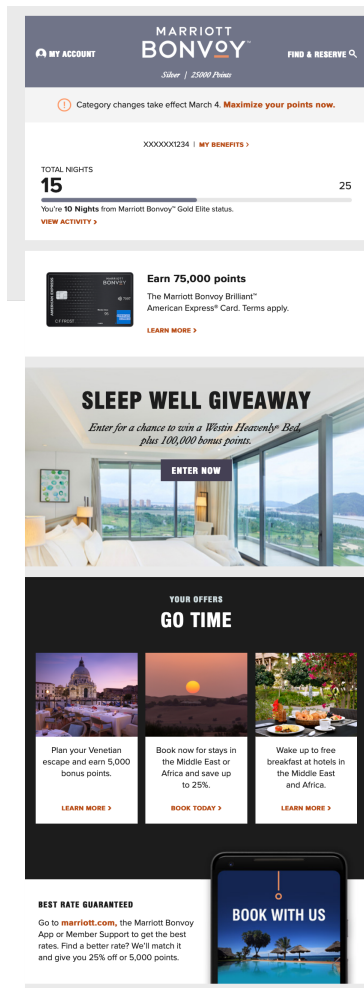 MARRIOTT
MY ACCOUNT
BONVOY™
FIND & RESERVE
Silver | 25000 Points
Category changes take effect March 4. Maximize your points now.
XXXXXX1234 | MY BENEFITS >
TOTAL NIGHTS
15
25
You're 10 Nights from Marriott Bonvoy™ Gold Elite status.
VIEW ACTIVITY >
AMERICAN EXPRESS
MARRIOTT
BONVOY
C F FROST
Earn 75,000 points
The Marriott Bonvoy Brilliant™
American Express® Card. Terms apply.
LEARN MORE >
SLEEP WELL GIVEAWAY
Enter for a chance to win a Westin Heavenly® Bed,
plus 100,000 bonus points.
ENTER NOW
YOUR OFFERS
GO TIME
Plan your Venetian
escape and earn 5,000
bonus points.
LEARN MORE >
Book now for stays in
the Middle East or
Africa and save up
to 25%.
BOOK TODAY >
Wake up to free
breakfast at hotels in
the Middle East
and Africa.
LEARN MORE >
BEST RATE GUARANTEED
Go to marriott.com, the Marriott Bonvoy
App or Member Support to get the best
rates. Find a better rate? We'll match it
and give you 25% off or 5,000 points.
BOOK WITH US